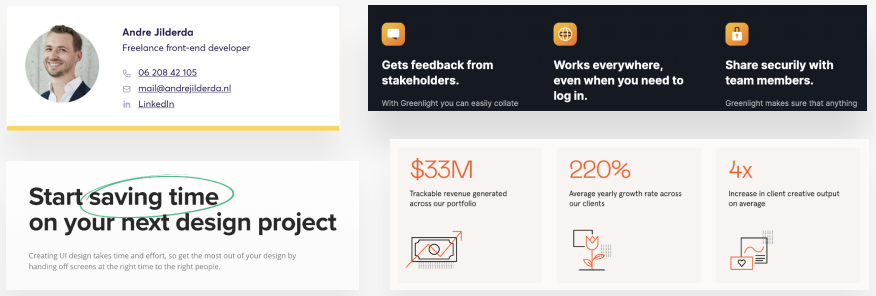 Andre Jilderda
Freelance front-end developer
06 208 42 105
mail@andrejilderda.nl
in LinkedIn
Gets feedback from
stakeholders.
With Greenlight you can easily collate
Works everywhere,
even when you need to
log in.
Share securily with
team members.
Greenlight makes sure that anything
Start saving time
on your next design project
Creating UI design takes time and effort, so get the most out of your design by
handing off screens at the right time to the right people.
$33M
Trackable revenue generated
across our portfolio
220%
Average yearly growth rate across
our clients
4x
Increase in client creative output
on average